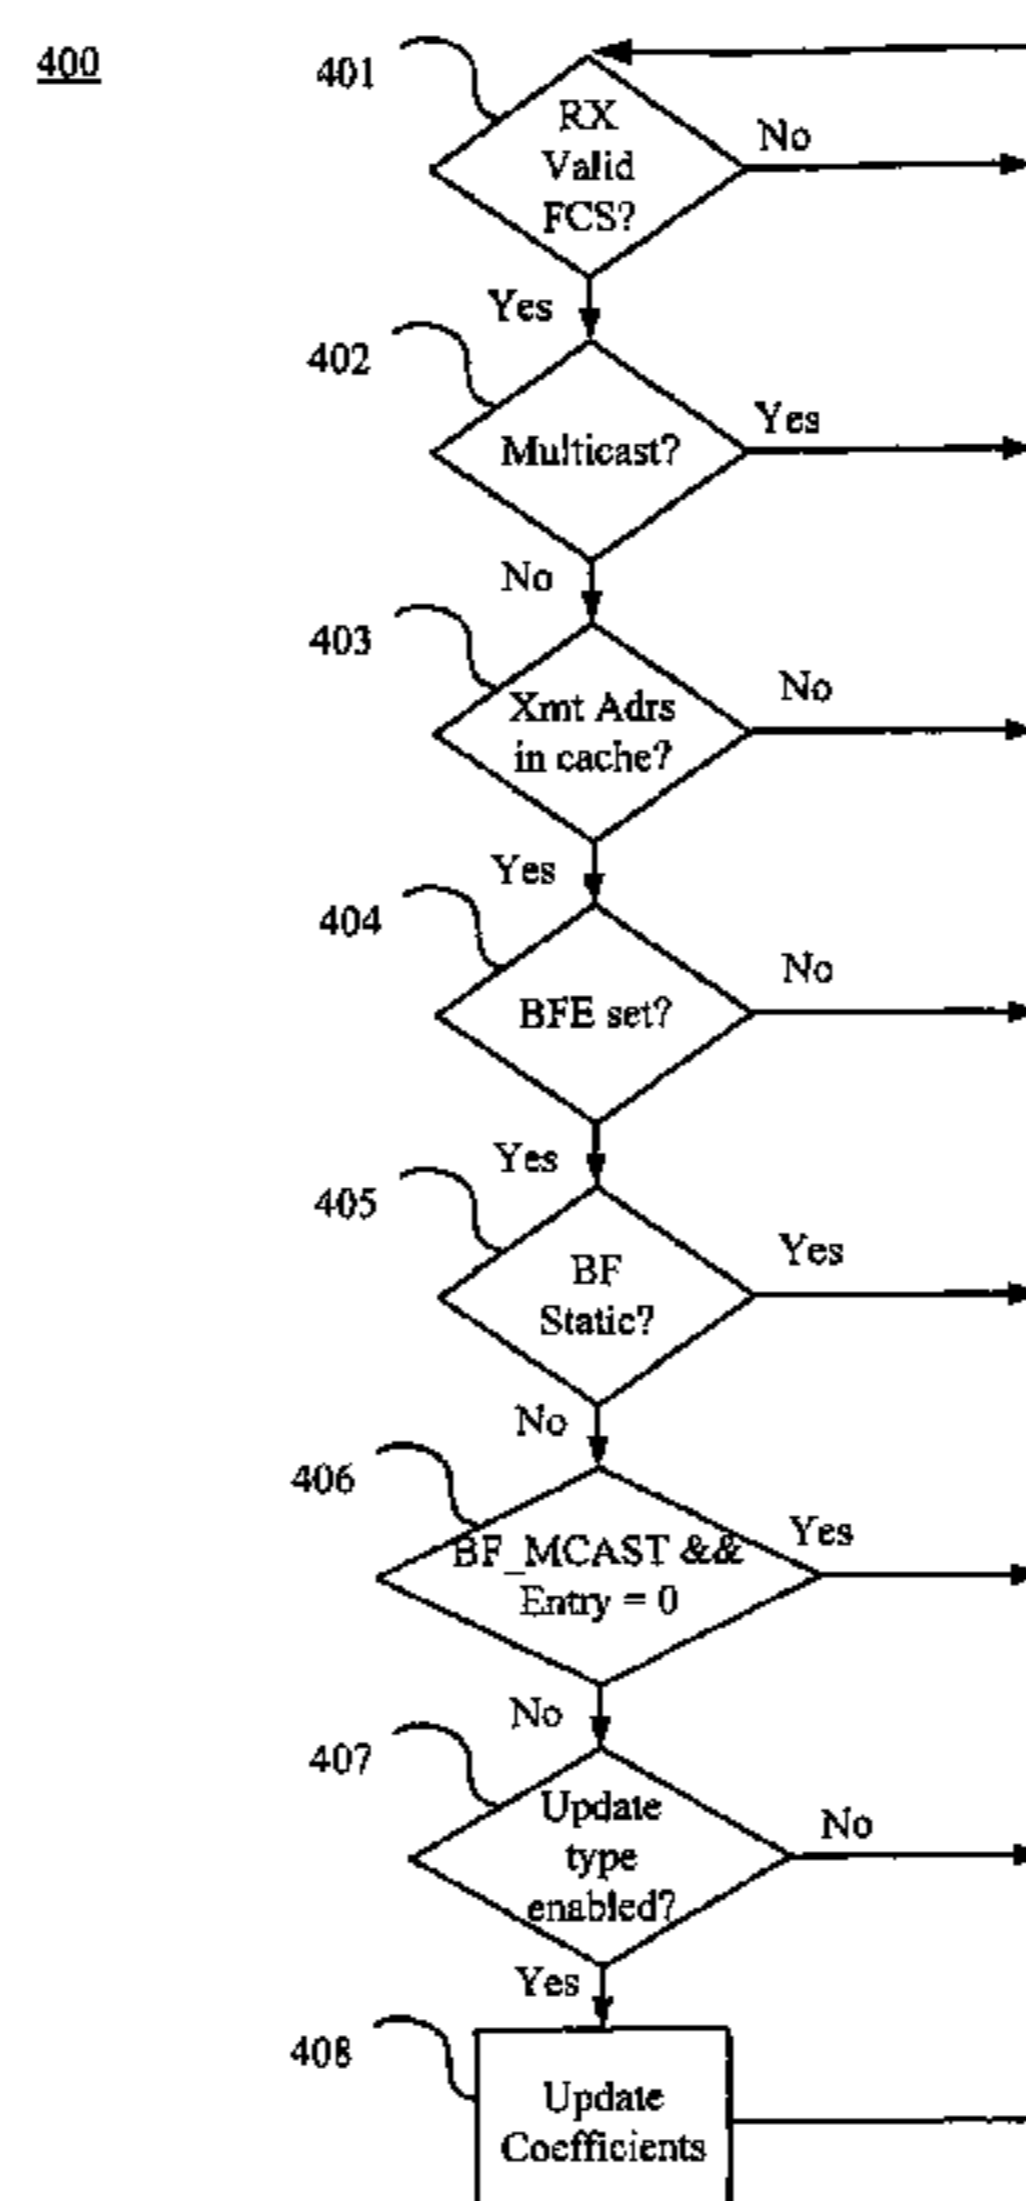 400
401
RX
Valid
FCS?
No
Yes
402
Multicast?
Yes
No
403
Xmt Adrs
in cache?
No
Yes
404
BFE set?
No
Yes
405
BF
Static?
Yes
No
406
BF_MCAST &&
Entry = 0
Yes
No
407
Update
type
enabled?
No
Yes
408
Update
Coefficients